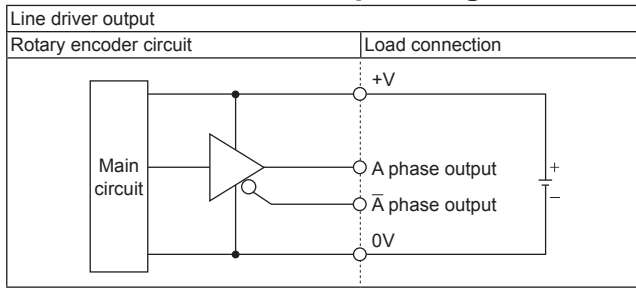 Line driver output
Rotary encoder circuit
Load connection
+V
Main
circuit
A phase output
+
A̅ phase output
−
0V